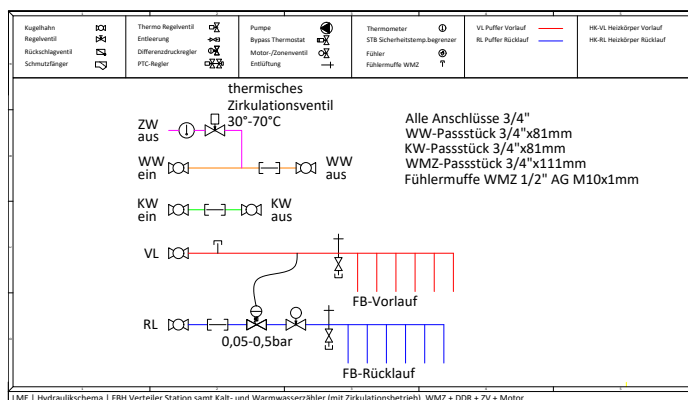 Kugelhahn
Regelventil
Rückschlagventil
Schmutzfänger
Thermo Regelventil
Entleerung
Differenzdruckregler
PTC-Regler
Pumpe
Bypass Thermostat
Motor-/Zonenventil
Entlüftung
Thermometer
STB Sicherheitstemp.begrenzer
Fühler
Fühlermuffe WMZ
VL Puffer Vorlauf
RL Puffer Rücklauf
HK-VL Heizkörper Vorlauf
HK-RL Heizkörper Rücklauf
thermisches
Zirkulationsventil
30°-70°C
ZW
aus
WW
ein
WW
aus
KW
ein
KW
aus
Alle Anschlüsse 3/4"
WW-Passstück 3/4"x81mm
KW-Passstück 3/4"x81mm
WMZ-Passstück 3/4"x111mm
Fühlermuffe WMZ 1/2" AG M10x1mm
VL
FB-Vorlauf
RL
0,05-0,5bar
FB-Rücklauf
LMF | Hydraulikschema | FBH Verteiler Station samt Kalt- und Warmwasserzähler (mit Zirkulationsbetrieb), WMZ + DDR + ZV + Motor